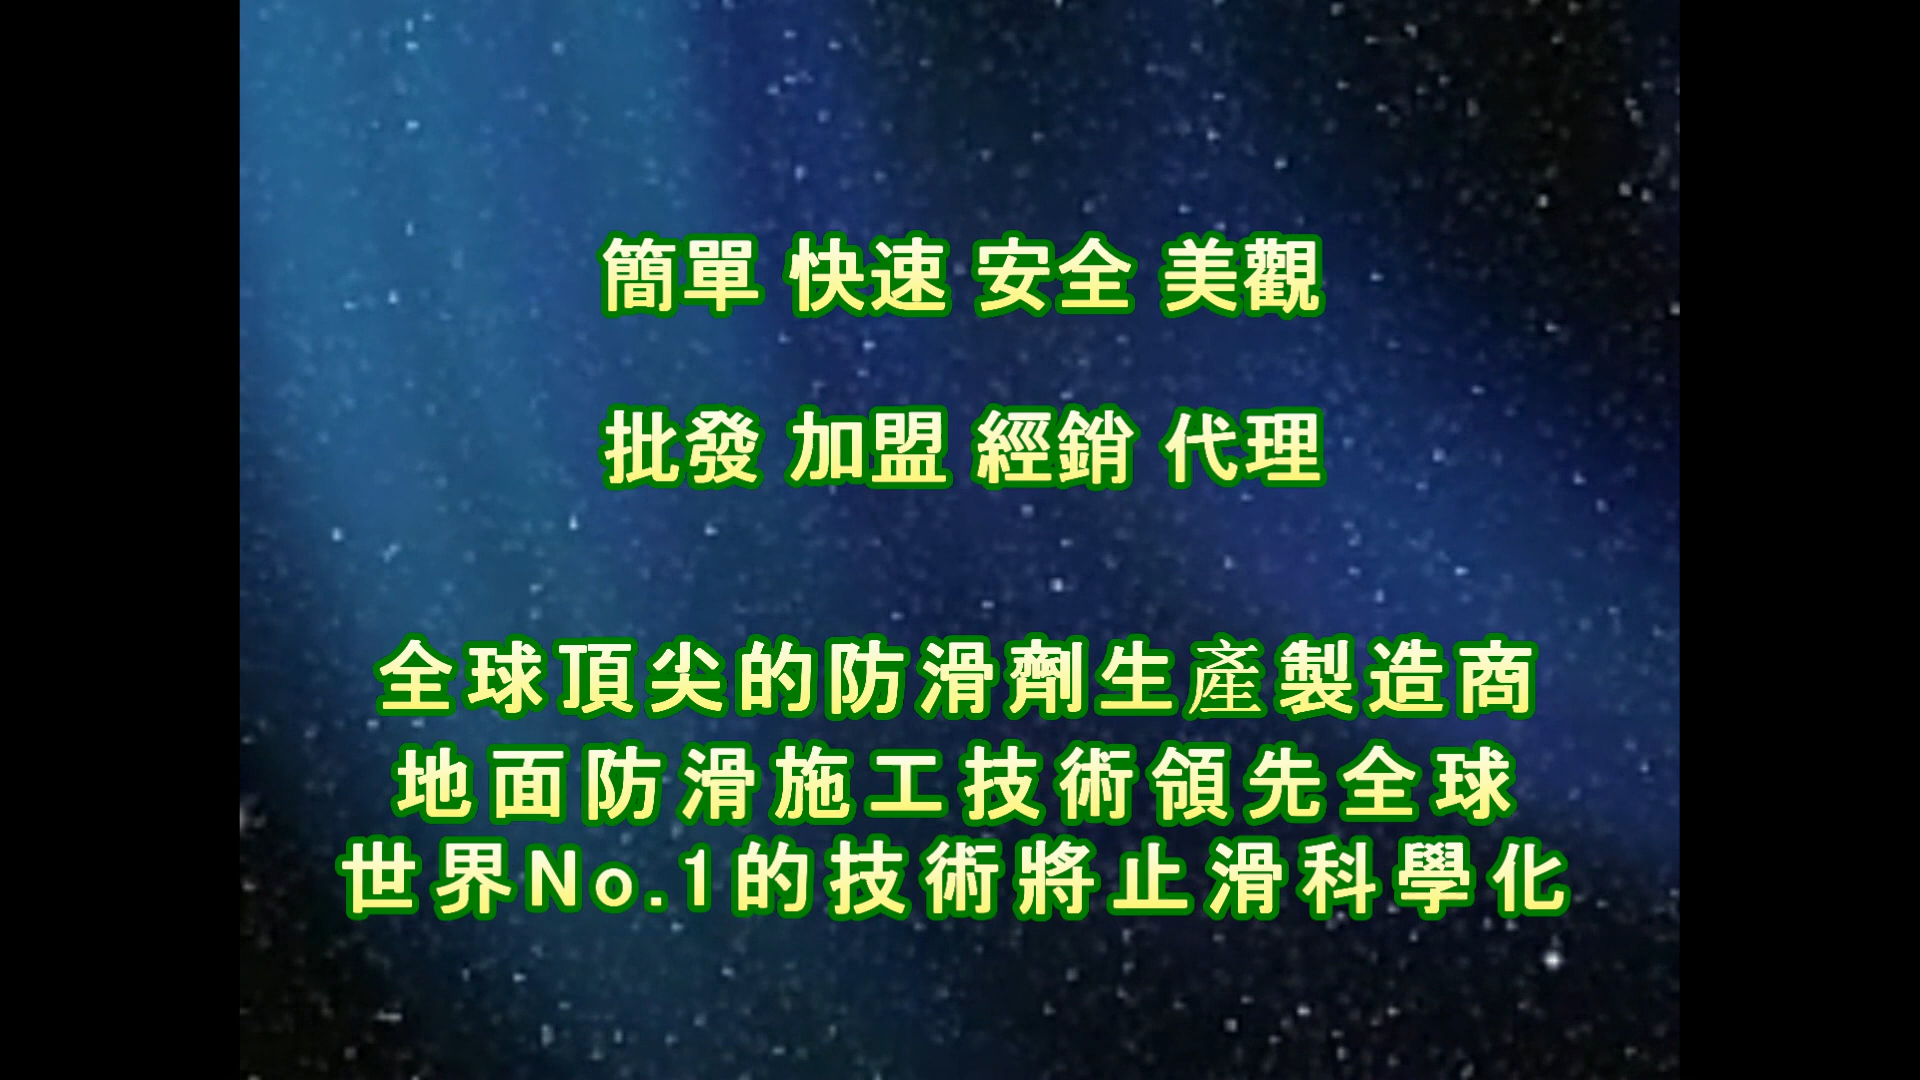 簡單 快速 安全 美觀
批發 加盟 經銷 代理
全球頂尖的防滑劑生產製造商
地面防滑施工技術領先全球
世界No.1的技術將止滑科學化